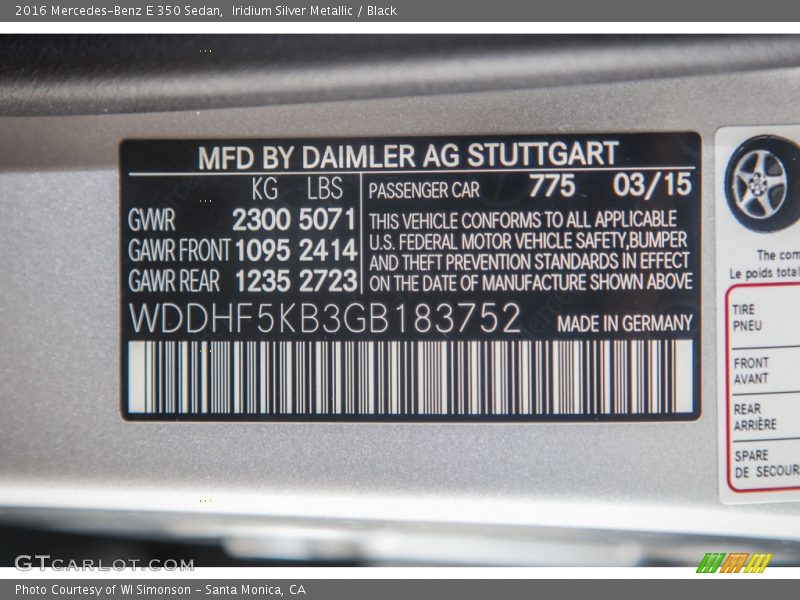 2016 Mercedes-Benz E 350 Sedan, Iridium Silver Metallic / Black
MFD BY DAIMLER AG STUTTGART
KG LBS
GVWR 2300 5071
GAWR FRONT 1095 2414
GAWR REAR 1235 2723
PASSENGER CAR 775 03/15
THIS VEHICLE CONFORMS TO ALL APPLICABLE
U.S. FEDERAL MOTOR VEHICLE SAFETY,BUMPER
AND THEFT PREVENTION STANDARDS IN EFFECT
ON THE DATE OF MANUFACTURE SHOWN ABOVE
WDDHF5KB3GB183752 MADE IN GERMANY
The com
Le poids total
TIRE
PNEU
FRONT
AVANT
REAR
ARRIÈRE
SPARE
DE SECOUR
GTCARLOT.COM
Photo Courtesy of WI Simonson - Santa Monica, CA